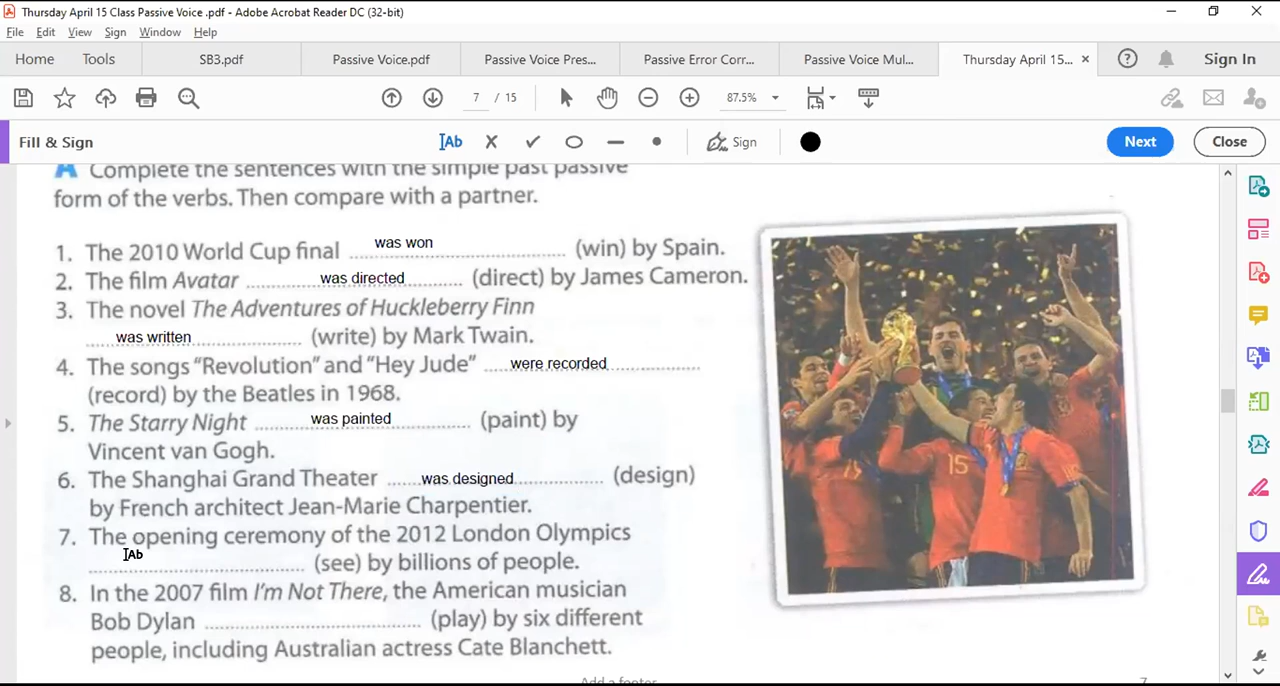 Thursday April 15 Class Passive Voice .pdf - Adobe Acrobat Reader DC (32-bit)
File Edit View Sign Window Help
Home Tools SB3.pdf Passive Voice.pdf Passive Voice Pres... Passive Error Corr... Passive Voice Mul... Thursday April 15... × Sign In
7 / 15 87.5%
Fill & Sign Ab Sign Next Close
A Complete the sentences with the simple past passive
form of the verbs. Then compare with a partner.
1. The 2010 World Cup final was won (win) by Spain.
2. The film Avatar was directed (direct) by James Cameron.
3. The novel The Adventures of Huckleberry Finn
was written (write) by Mark Twain.
4. The songs "Revolution" and "Hey Jude" were recorded
(record) by the Beatles in 1968.
5. The Starry Night was painted (paint) by
Vincent van Gogh.
6. The Shanghai Grand Theater was designed (design)
by French architect Jean-Marie Charpentier.
7. The opening ceremony of the 2012 London Olympics
Ab
(see) by billions of people.
8. In the 2007 film I'm Not There, the American musician
Bob Dylan (play) by six different
people, including Australian actress Cate Blanchett.
15
Add a footer 7